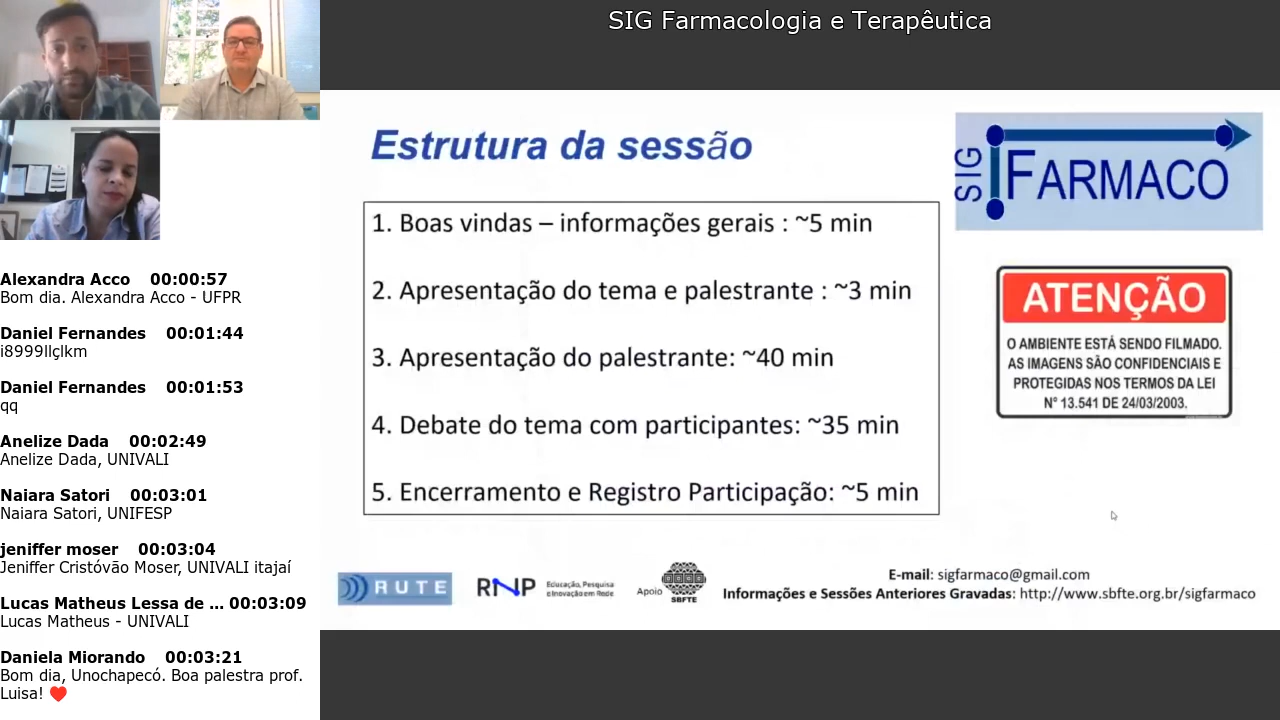 SIG Farmacologia e Terapêutica
Estrutura da sessão
1. Boas vindas – informações gerais : ~5 min
2. Apresentação do tema e palestrante : ~3 min
3. Apresentação do palestrante: ~40 min
4. Debate do tema com participantes: ~35 min
5. Encerramento e Registro Participação: ~5 min
SIG FARMACO
ATENÇÃO
O AMBIENTE ESTÁ SENDO FILMADO.
AS IMAGENS SÃO CONFIDENCIAIS E
PROTEGIDAS NOS TERMOS DA LEI
N° 13.541 DE 24/03/2003.
RUTE
RNP
Educação, Pesquisa
e Inovação em Rede
Apoio
SBFTE
E-mail: sigfarmaco@gmail.com
Informações e Sessões Anteriores Gravadas: http://www.sbfte.org.br/sigfarmaco
Alexandra Acco 00:00:57
Bom dia. Alexandra Acco - UFPR
Daniel Fernandes 00:01:44
i8999llçlkm
Daniel Fernandes 00:01:53
qq
Anelize Dada 00:02:49
Anelize Dada, UNIVALI
Naiara Satori 00:03:01
Naiara Satori, UNIFESP
jeniffer moser 00:03:04
Jeniffer Cristóvão Moser, UNIVALI itajaí
Lucas Matheus Lessa de ... 00:03:09
Lucas Matheus - UNIVALI
Daniela Miorando 00:03:21
Bom dia, Unochapecó. Boa palestra prof.
Luisa! ♥